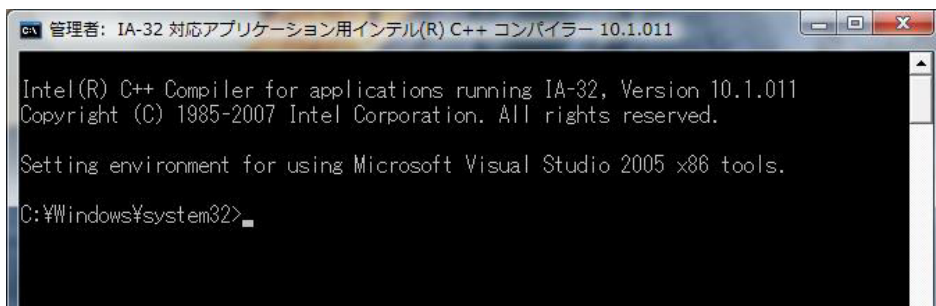 管理者: IA-32 対応アプリケーション用インテル(R) C++ コンパイラー 10.1.011
Intel(R) C++ Compiler for applications running IA-32, Version 10.1.011
Copyright (C) 1985-2007 Intel Corporation. All rights reserved.
Setting environment for using Microsoft Visual Studio 2005 x86 tools.
C:¥Windows¥system32>